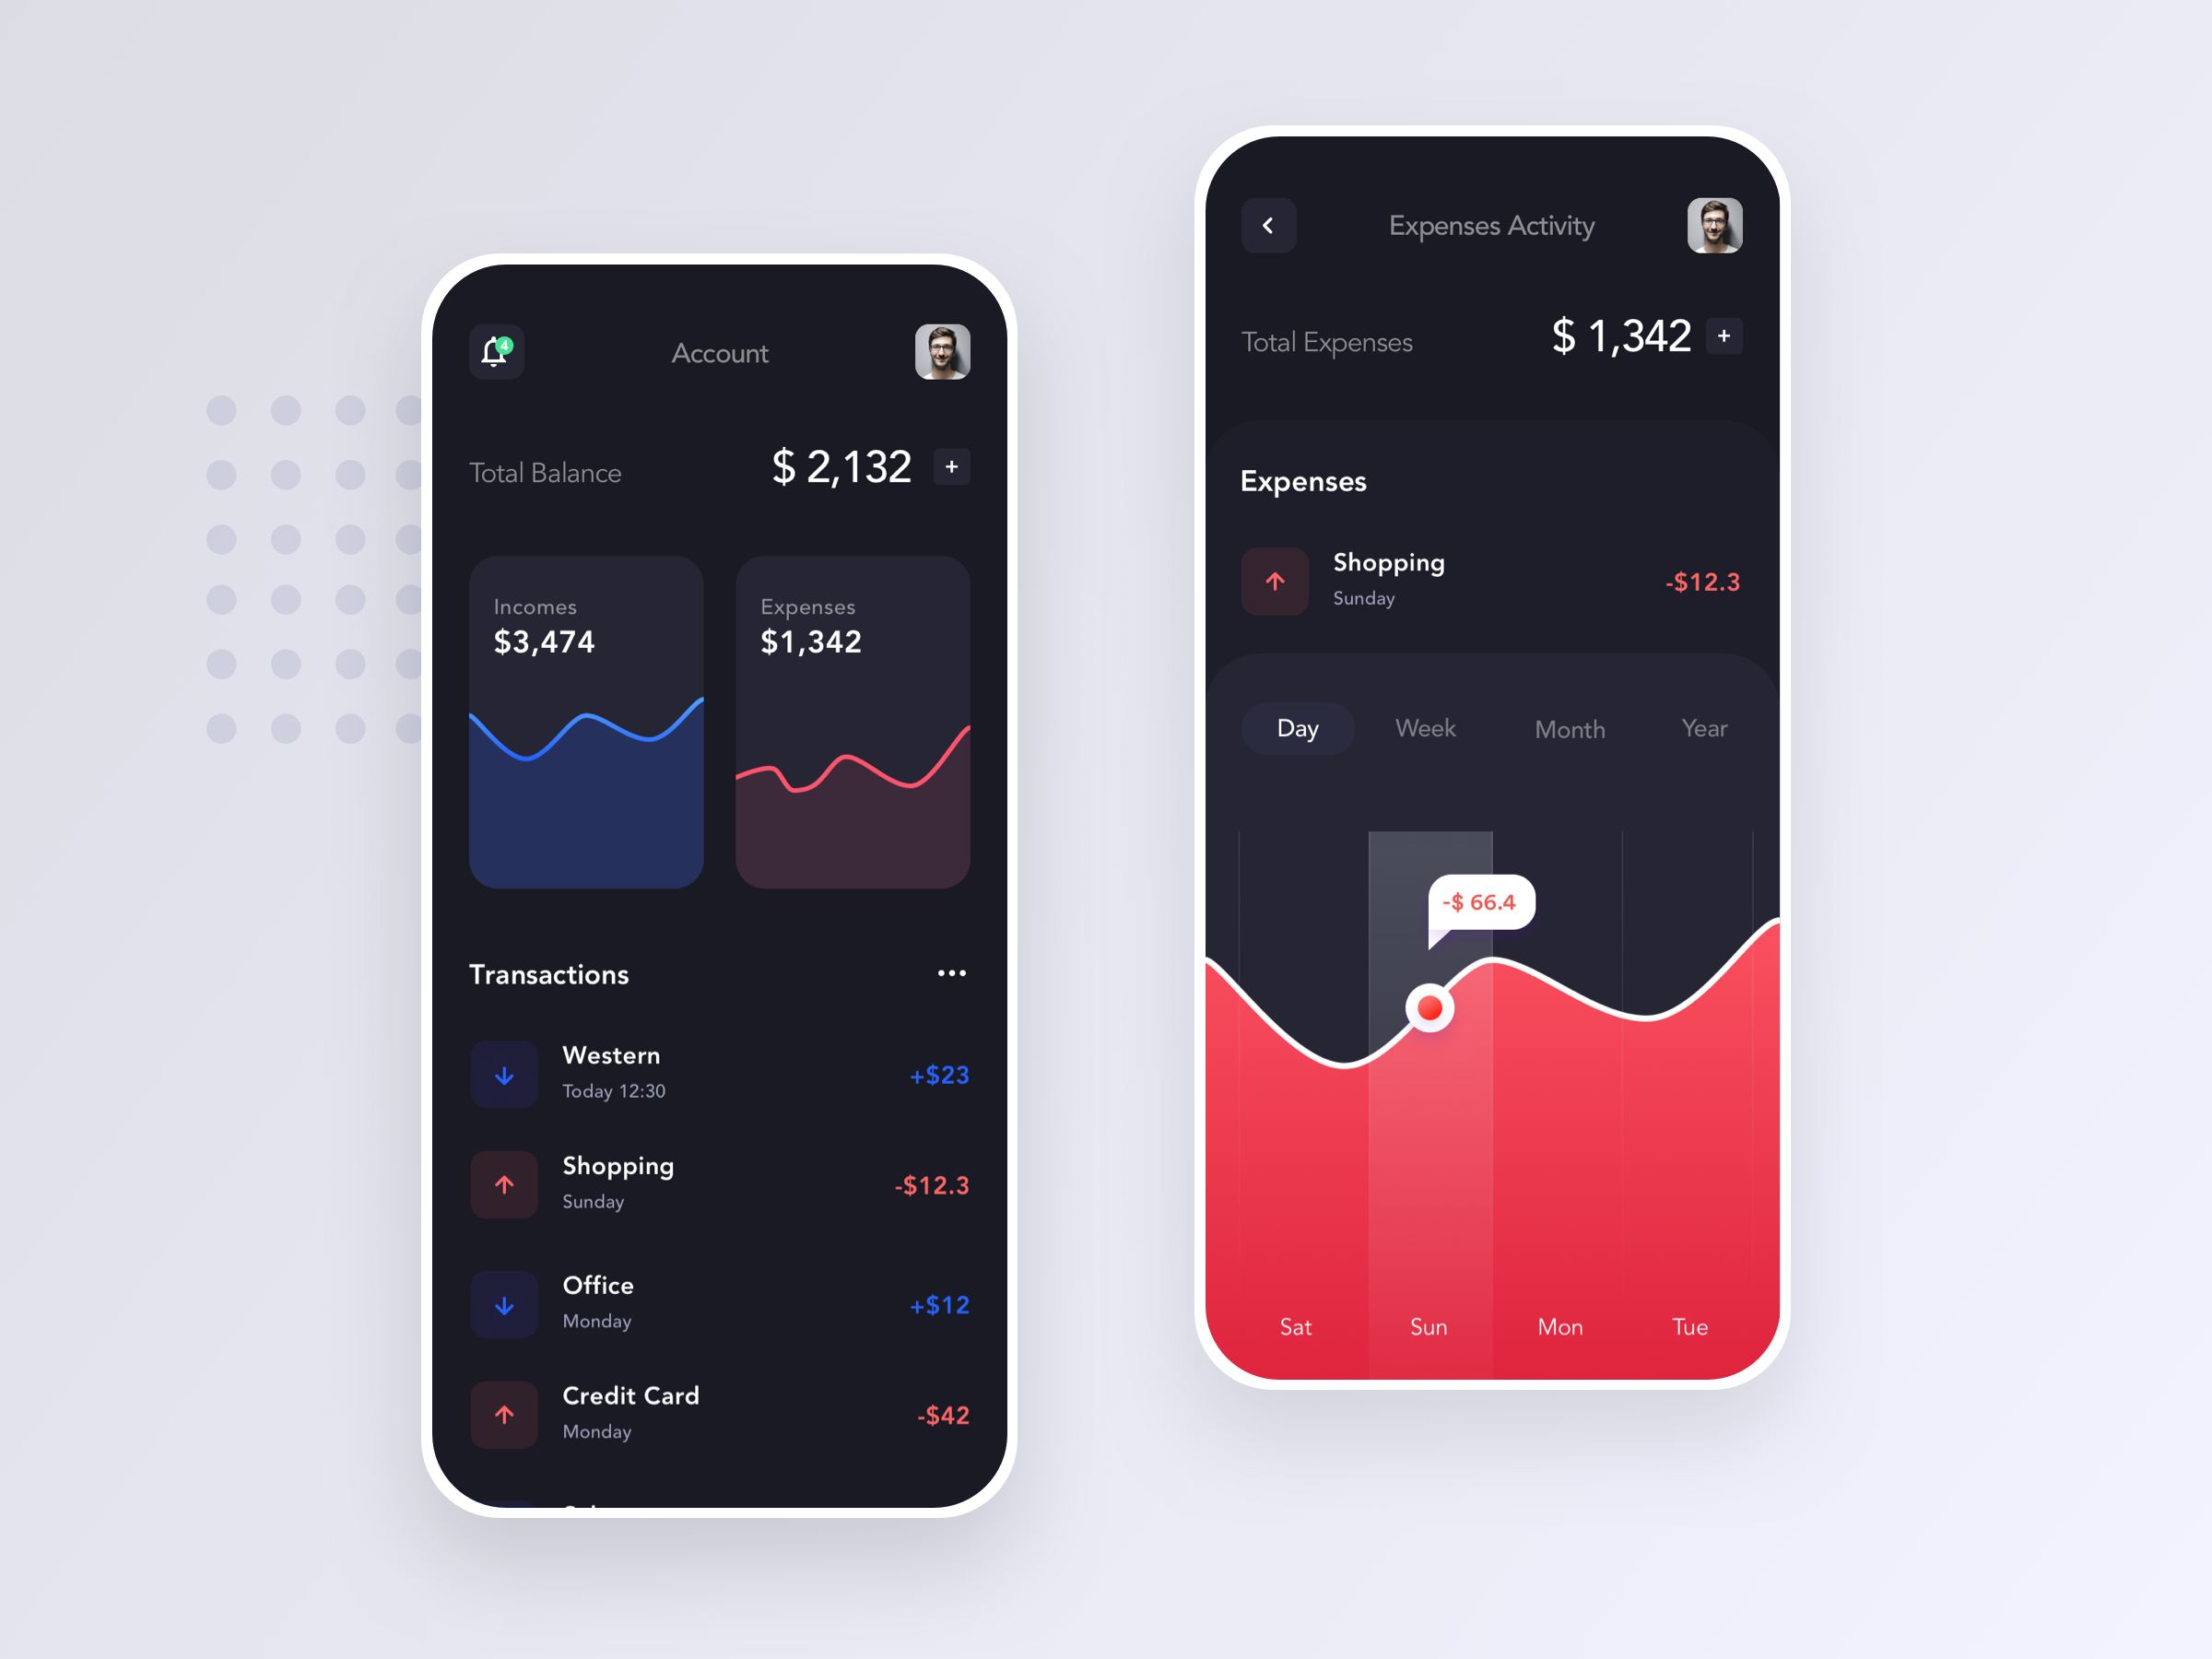 4
Account
Total Balance
$ 2,132
+
Incomes
$3,474
Expenses
$1,342
Transactions
Western
Today 12:30
+$23
Shopping
Sunday
-$12.3
Office
Monday
+$12
Credit Card
Monday
-$42
Expenses Activity
Total Expenses
$ 1,342
+
Expenses
Shopping
Sunday
-$12.3
Day
Week
Month
Year
-$ 66.4
Sat
Sun
Mon
Tue